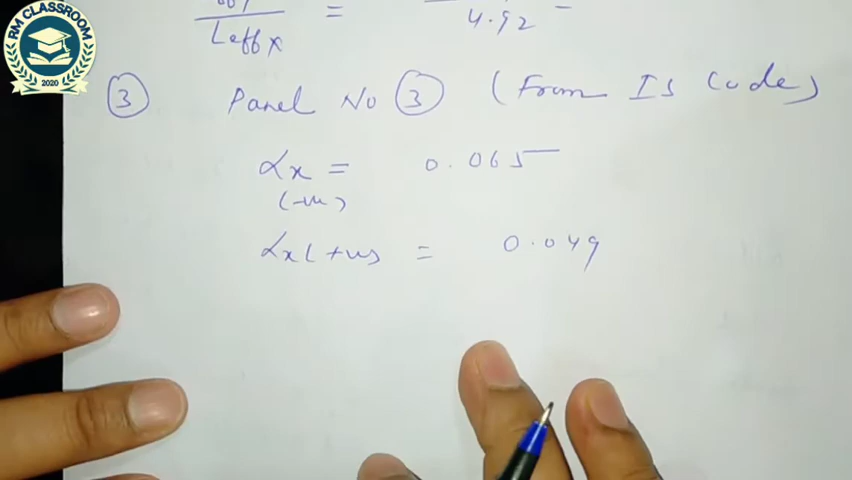 RM CLASSROOM
2020
=
Leffx
4.92
=
3 Panel No 3 (From IS Code)
αx = 0.065
(-ve)
αx(+ve) = 0.049